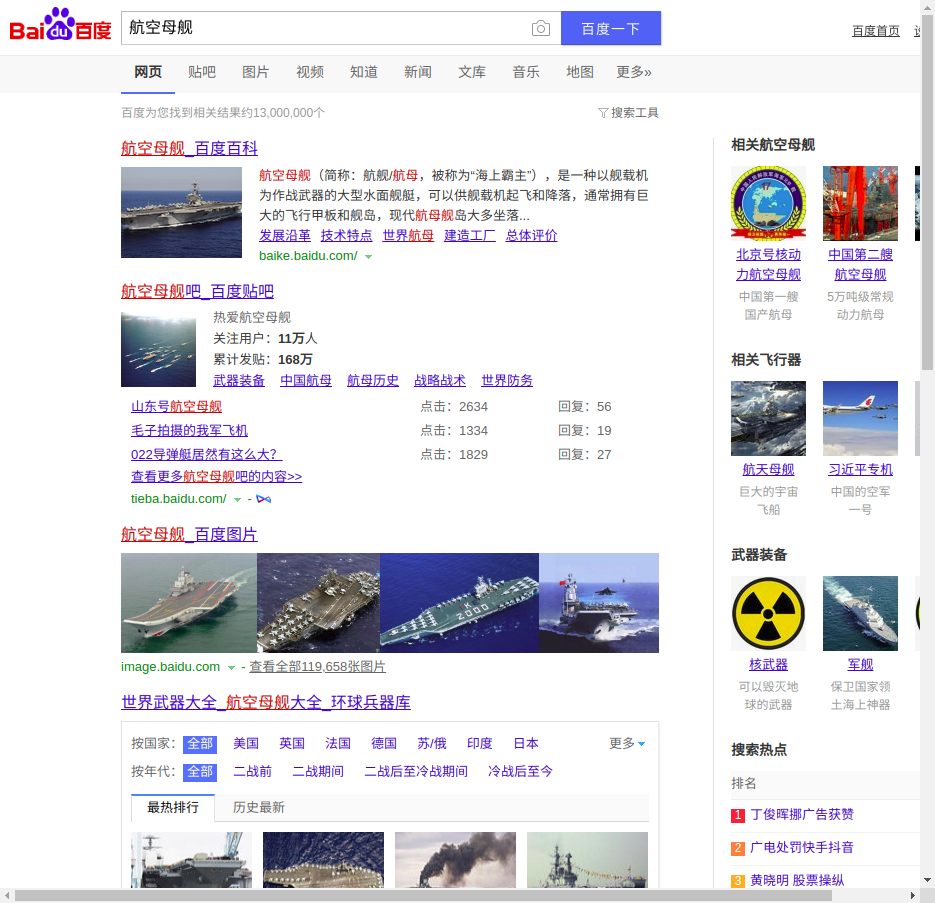 Bai du 百度
航空母舰
百度一下
百度首页
网页 贴吧 图片 视频 知道 新闻 文库 音乐 地图 更多»
百度为您找到相关结果约13,000,000个
搜索工具
航空母舰_百度百科
航空母舰（简称：航舰/航母，被称为“海上霸主”），是一种以舰载机
为作战武器的大型水面舰艇，可以供舰载机起飞和降落，通常拥有巨
大的飞行甲板和舰岛，现代航母舰岛大多坐落...
发展沿革 技术特点 世界航母 建造工厂 总体评价
baike.baidu.com/
航空母舰吧_百度贴吧
热爱航空母舰
关注用户：11万人
累计发贴：168万
武器装备 中国航母 航母历史 战略战术 世界防务
山东号航空母舰 点击：2634 回复：56
毛子拍摄的我军飞机 点击：1334 回复：19
022导弹艇居然有这么大? 点击：1829 回复：27
查看更多航空母舰吧的内容>>
tieba.baidu.com/ -
航空母舰_百度图片
image.baidu.com - 查看全部119,658张图片
世界武器大全_航空母舰大全_环球兵器库
按国家： 全部 美国 英国 法国 德国 苏/俄 印度 日本 更多
按年代： 全部 二战前 二战期间 二战后至冷战期间 冷战后至今
最热排行 历史最新
相关航空母舰
北京号核动
力航空母舰
中国第一艘
国产航母
中国第二艘
航空母舰
5万吨级常规
动力航母
相关飞行器
航天母舰
巨大的宇宙
飞船
习近平专机
中国的空军
一号
武器装备
核武器
可以毁灭地
球的武器
军舰
保卫国家领
土海上神器
搜索热点
排名
1 丁俊晖挪广告获赞
2 广电处罚快手抖音
3 黄晓明 股票操纵